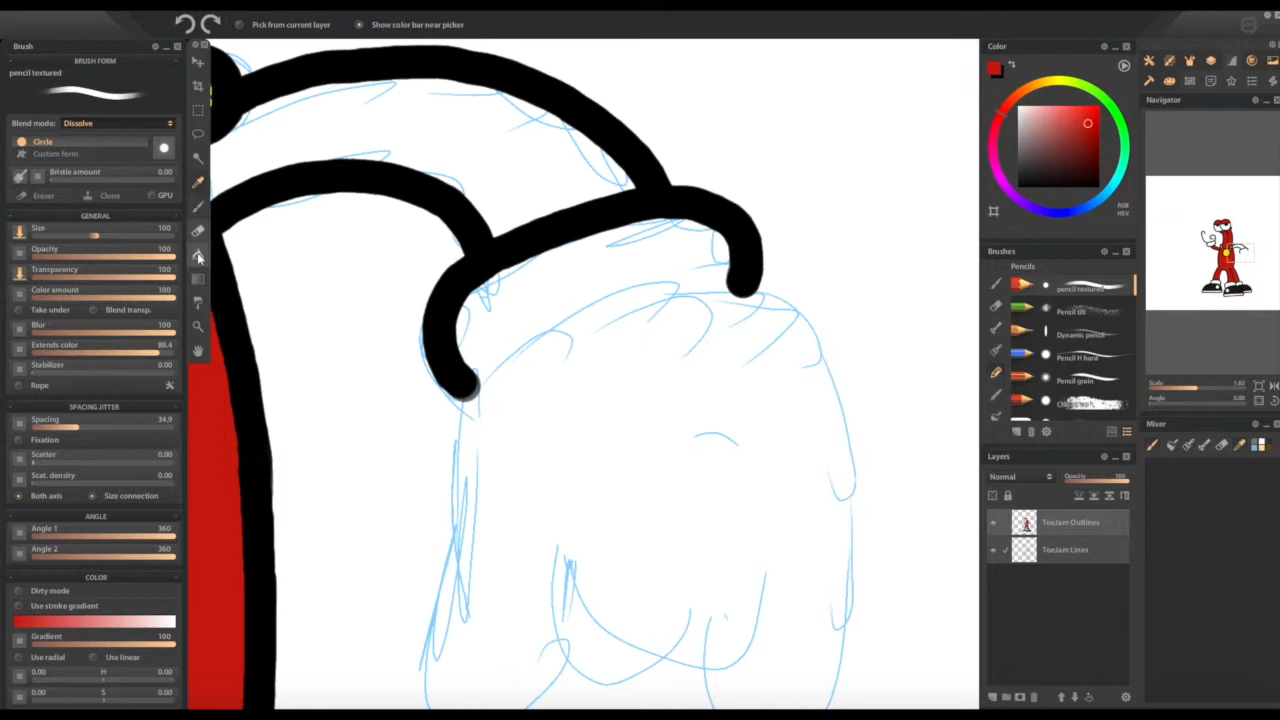 Pick from current layer
Show color bar near picker
Brush
BRUSH FORM
pencil textured
Blend mode: Dissolve
Circle
Custom form
Bristle amount 0.00
Eraser Clone GPU
GENERAL
Size 100
Opacity 100
Transparency 100
Color amount 100
Take under Blend transp.
Blur 100
Extends color 88.4
Stabilizer 0.00
Rope
SPACING JITTER
Spacing 34.9
Fixation
Scatter 0.00
Scat. density 0.00
Both axis Size connection
ANGLE
Angle 1 360
Angle 2 360
COLOR
Dirty mode
Use stroke gradient
Gradient 100
Use radial Use linear
0.00 H 0.00
0.00 S 0.00
Color
RGB
HSV
Brushes
Pencils
pencil textured
Pencil tilt
Dynamic pencil
Pencil H hard
Pencil grain
Layers
Normal Opacity 100
ToeJam Outlines
ToeJam Lines
Navigator
Scale 1.62
Angle 0.00
Mixer